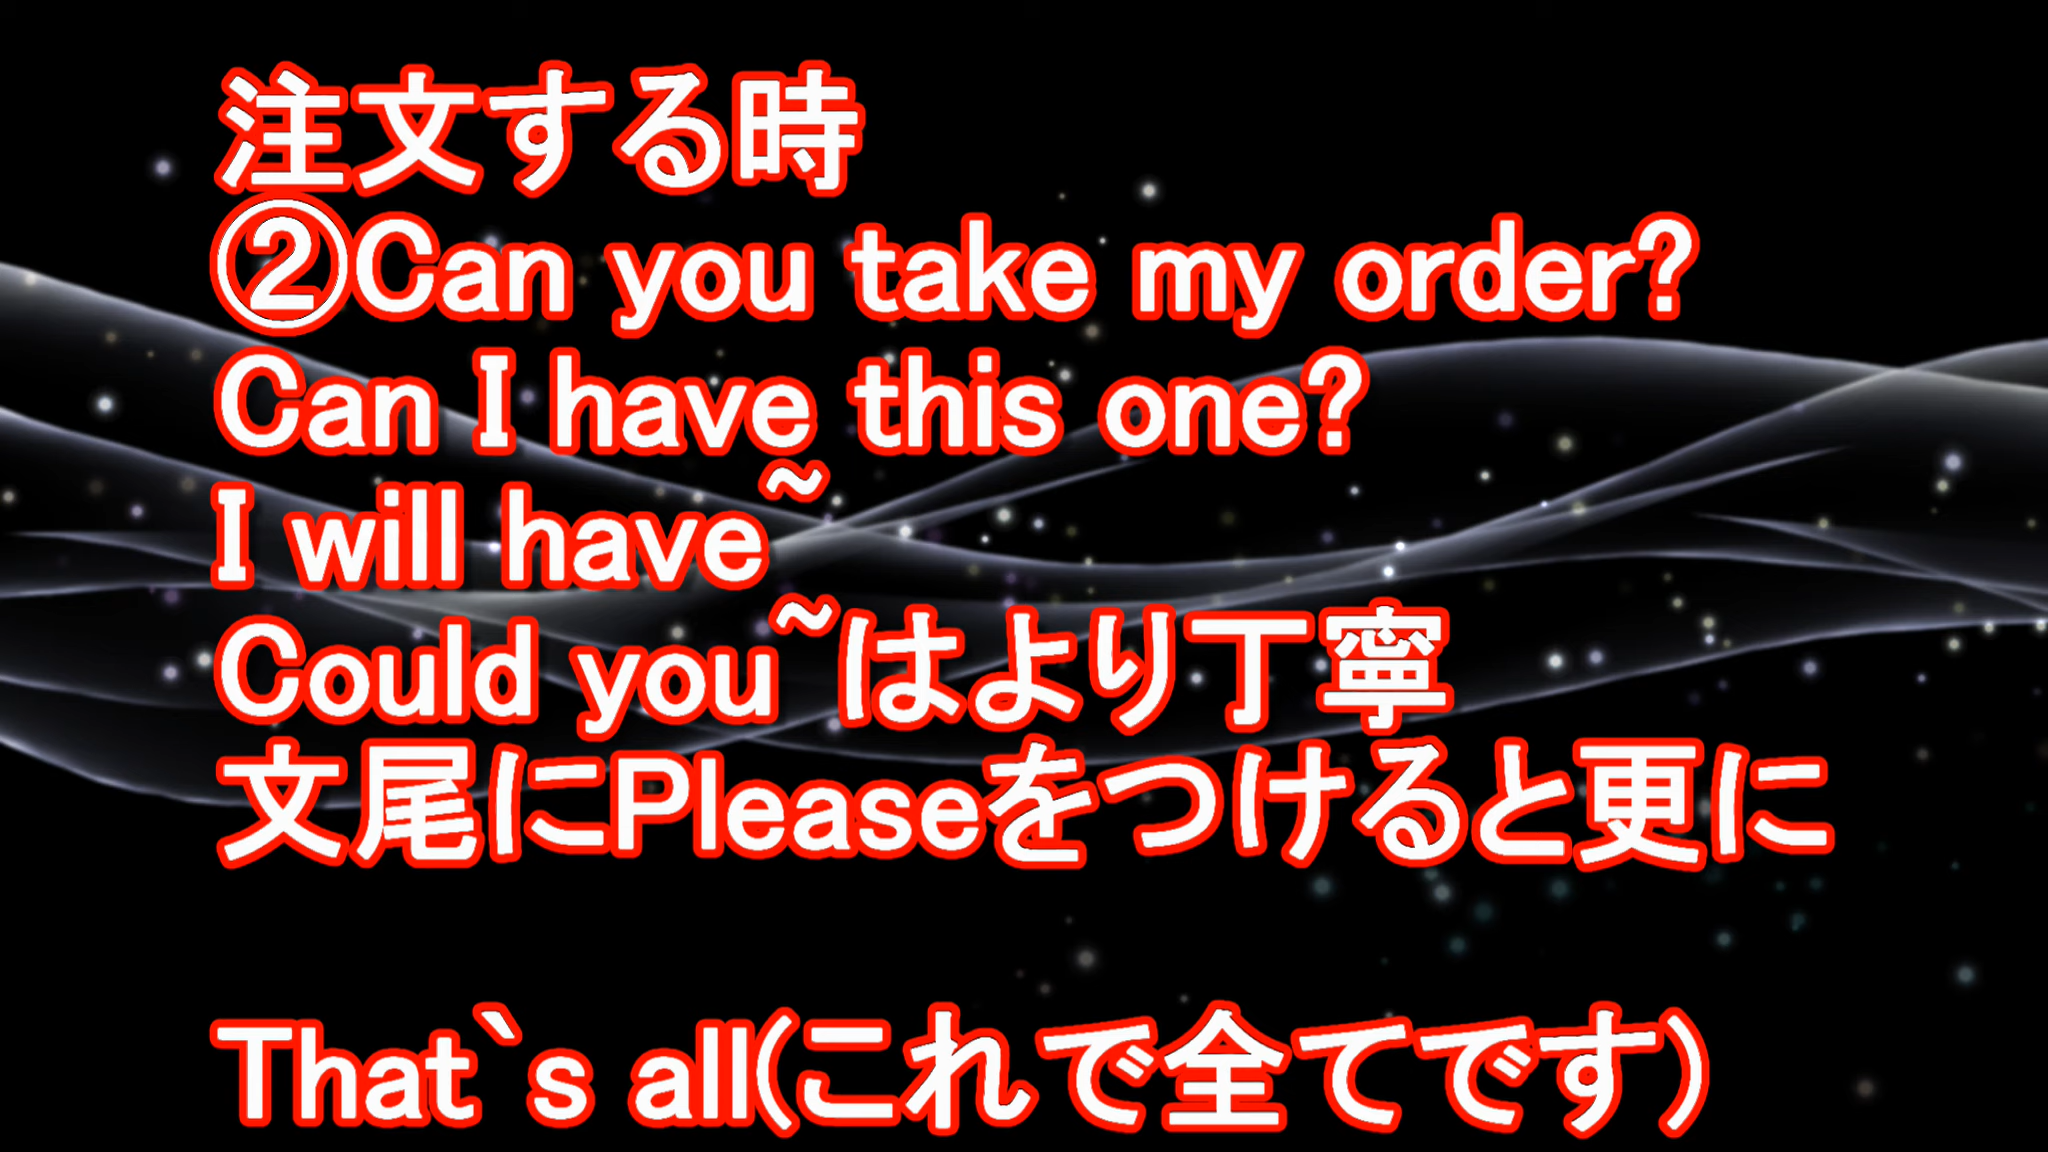 注文する時
②Can you take my order?
Can I have this one?
I will have~
Could you~はより丁寧
文尾にPleaseをつけると更に
That`s all(これで全てです)